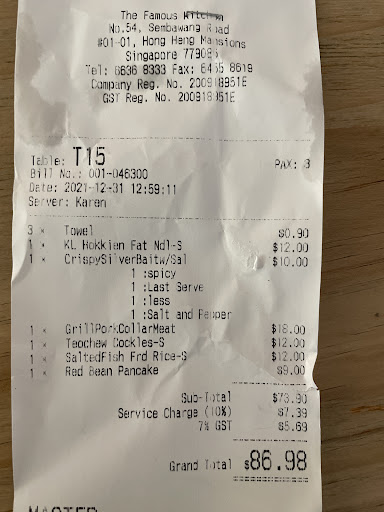 The Famous Kitchen
No.54, Sembawang Road
#01-01, Hong Heng Mansions
Singapore 77908
Tel: 6636 8333 Fax: 6455 8619
Company Reg. No. 200918951E
GST Reg. No. 200918951E
Table: T15 PAX: 3
Bill No.: 001-046300
Date: 2021-12-31 12:59:11
Server: Karen
3 x Towel $0.90
1 x KL Hokkien Fat Ndl-S $12.00
1 x CrispySilverBaitw/Sal $10.00
1 :spicy
1 :Last Serve
1 :less
1 :Salt and Pepper
1 x GrillPorkCollarMeat $18.00
1 x Teochew Cockles-S $12.00
1 x SaltedFish Frd Rice-S $12.00
1 x Red Bean Pancake $9.00
Sub-Total $73.90
Service Charge (10%) $7.39
7% GST $5.69
Grand Total $86.98